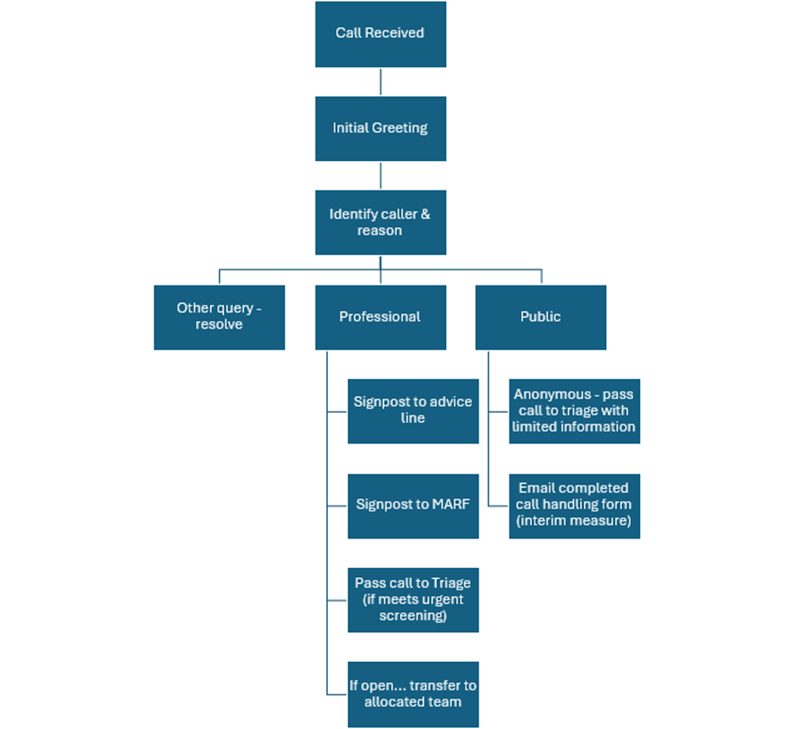 Call Received
Initial Greeting
Identify caller &
reason
Other query -
resolve
Professional
Public
Signpost to advice
line
Signpost to MARF
Pass call to Triage
(if meets urgent
screening)
If open... transfer to
allocated team
Anonymous - pass
call to triage with
limited information
Email completed
call handling form
(interim measure)